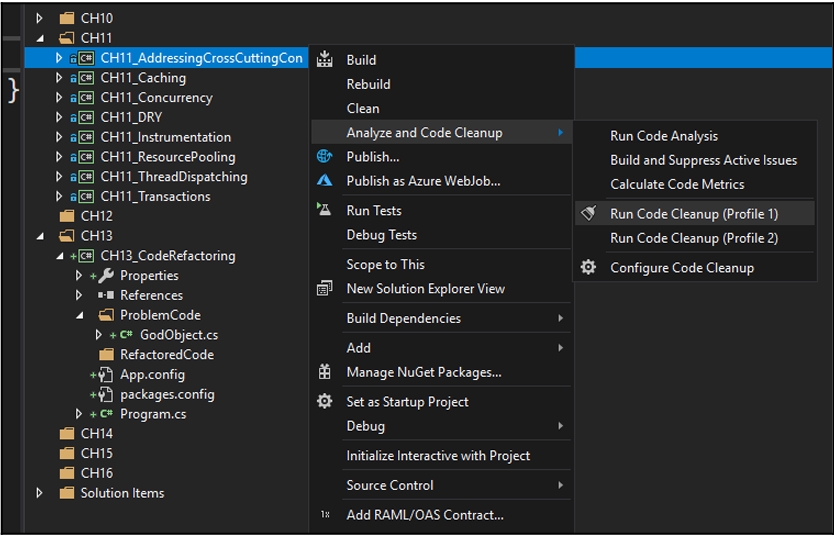 CH10
CH11
CH11_AddressingCrossCuttingCon
CH11_Caching
CH11_Concurrency
CH11_DRY
CH11_Instrumentation
CH11_ResourcePooling
CH11_ThreadDispatching
CH11_Transactions
CH12
CH13
CH13_CodeRefactoring
Properties
References
ProblemCode
C# GodObject.cs
RefactoredCode
App.config
packages.config
C# Program.cs
CH14
CH15
CH16
Solution Items
}
Build
Rebuild
Clean
Analyze and Code Cleanup
Publish...
Publish as Azure WebJob...
Run Tests
Debug Tests
Scope to This
New Solution Explorer View
Build Dependencies
Add
Manage NuGet Packages...
Set as Startup Project
Debug
Initialize Interactive with Project
Source Control
Add RAML/OAS Contract...
Run Code Analysis
Build and Suppress Active Issues
Calculate Code Metrics
Run Code Cleanup (Profile 1)
Run Code Cleanup (Profile 2)
Configure Code Cleanup